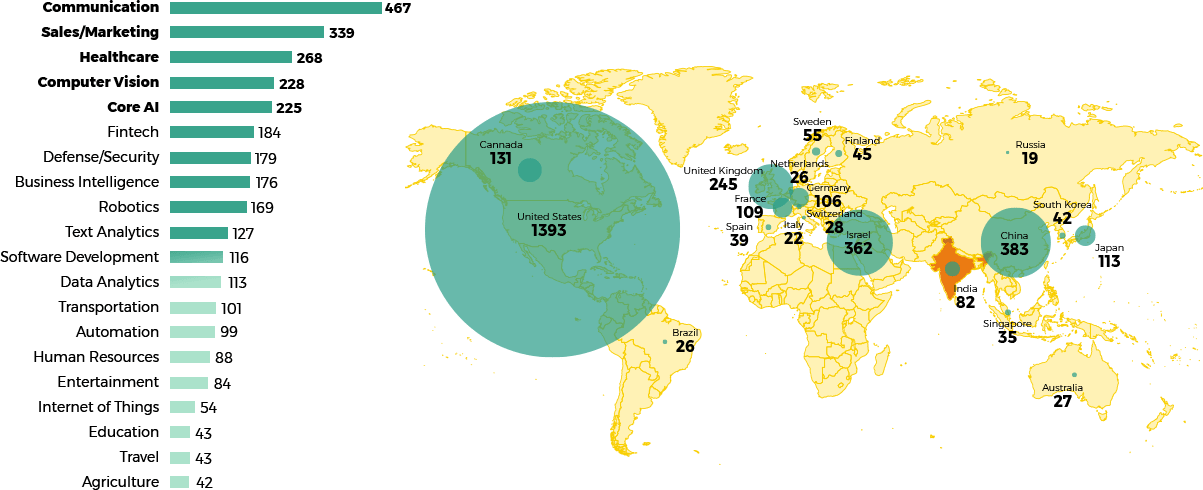 Communication 467
Sales/Marketing 339
Healthcare 268
Computer Vision 228
Core AI 225
Fintech 184
Defense/Security 179
Business Intelligence 176
Robotics 169
Text Analytics 127
Software Development 116
Data Analytics 113
Transportation 101
Automation 99
Human Resources 88
Entertainment 84
Internet of Things 54
Education 43
Travel 43
Agriculture 42
Cannada
131
United States
1393
Brazil
26
Sweden
55
Finland
45
United Kingdom
245
Netherlands
26
Germany
106
France
109
Switzerland
28
Spain
39
Italy
22
Israel
362
Russia
19
South Korea
42
China
383
Japan
113
India
82
Singapore
35
Australia
27